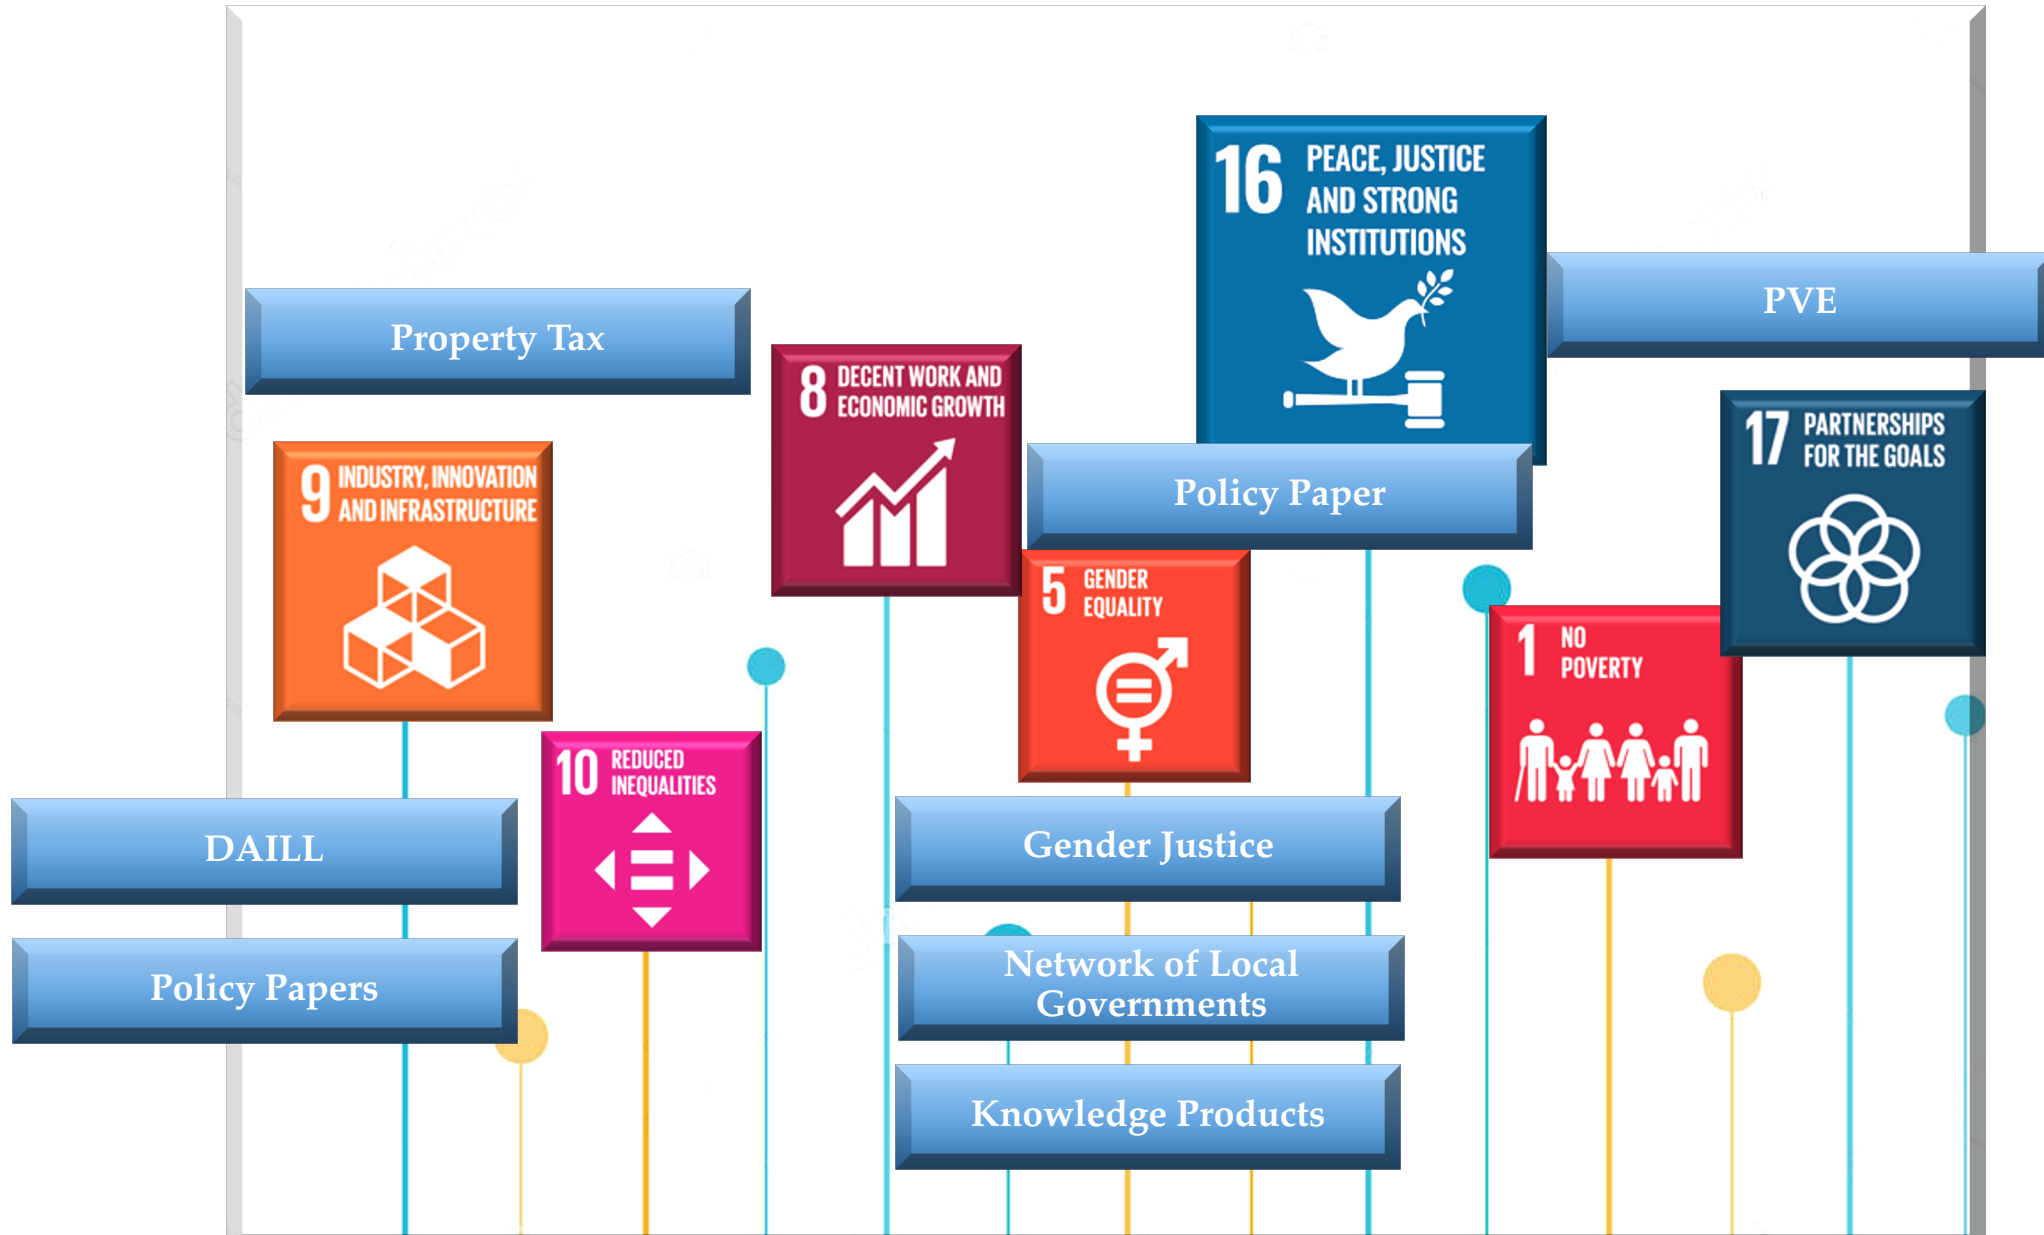 16 PEACE, JUSTICE
AND STRONG
INSTITUTIONS
PVE
Property Tax
8 DECENT WORK AND
ECONOMIC GROWTH
17 PARTNERSHIPS
FOR THE GOALS
9 INDUSTRY, INNOVATION
AND INFRASTRUCTURE
Policy Paper
5 GENDER
EQUALITY
1 NO
POVERTY
10 REDUCED
INEQUALITIES
DAILL
Gender Justice
Policy Papers
Network of Local
Governments
Knowledge Products